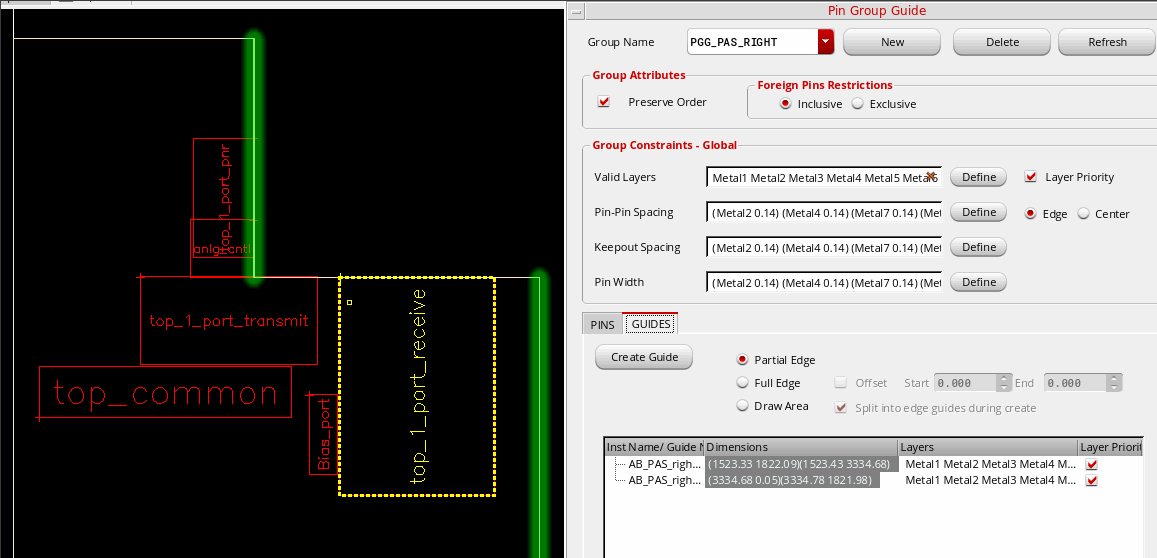 Pin Group Guide
Group Name PGG_PAS_RIGHT New Delete Refresh
Group Attributes
Preserve Order
Foreign Pins Restrictions
Inclusive Exclusive
Group Constraints - Global
Valid Layers Metal1 Metal2 Metal3 Metal4 Metal5 Metal6 Define Layer Priority
Pin-Pin Spacing (Metal2 0.14) (Metal4 0.14) (Metal7 0.14) (Met Define Edge Center
Keepout Spacing (Metal2 0.14) (Metal4 0.14) (Metal7 0.14) (Met Define
Pin Width (Metal2 0.14) (Metal4 0.14) (Metal7 0.14) (Met Define
PINS GUIDES
Create Guide
Partial Edge
Full Edge Offset Start 0.000 End 0.000
Draw Area Split into edge guides during create
Inst Name/ Guide N Dimensions Layers Layer Priorit
AB_PAS_righ... (1523.33 1822.09)(1523.43 3334.68) Metal1 Metal2 Metal3 Metal4 M...
AB_PAS_righ... (3334.68 0.05)(3334.78 1821.98) Metal1 Metal2 Metal3 Metal4 M...
top_1_port_pnr
anlg_cntl
top_1_port_transmit
top_common
Bias_port
top_1_port_receive